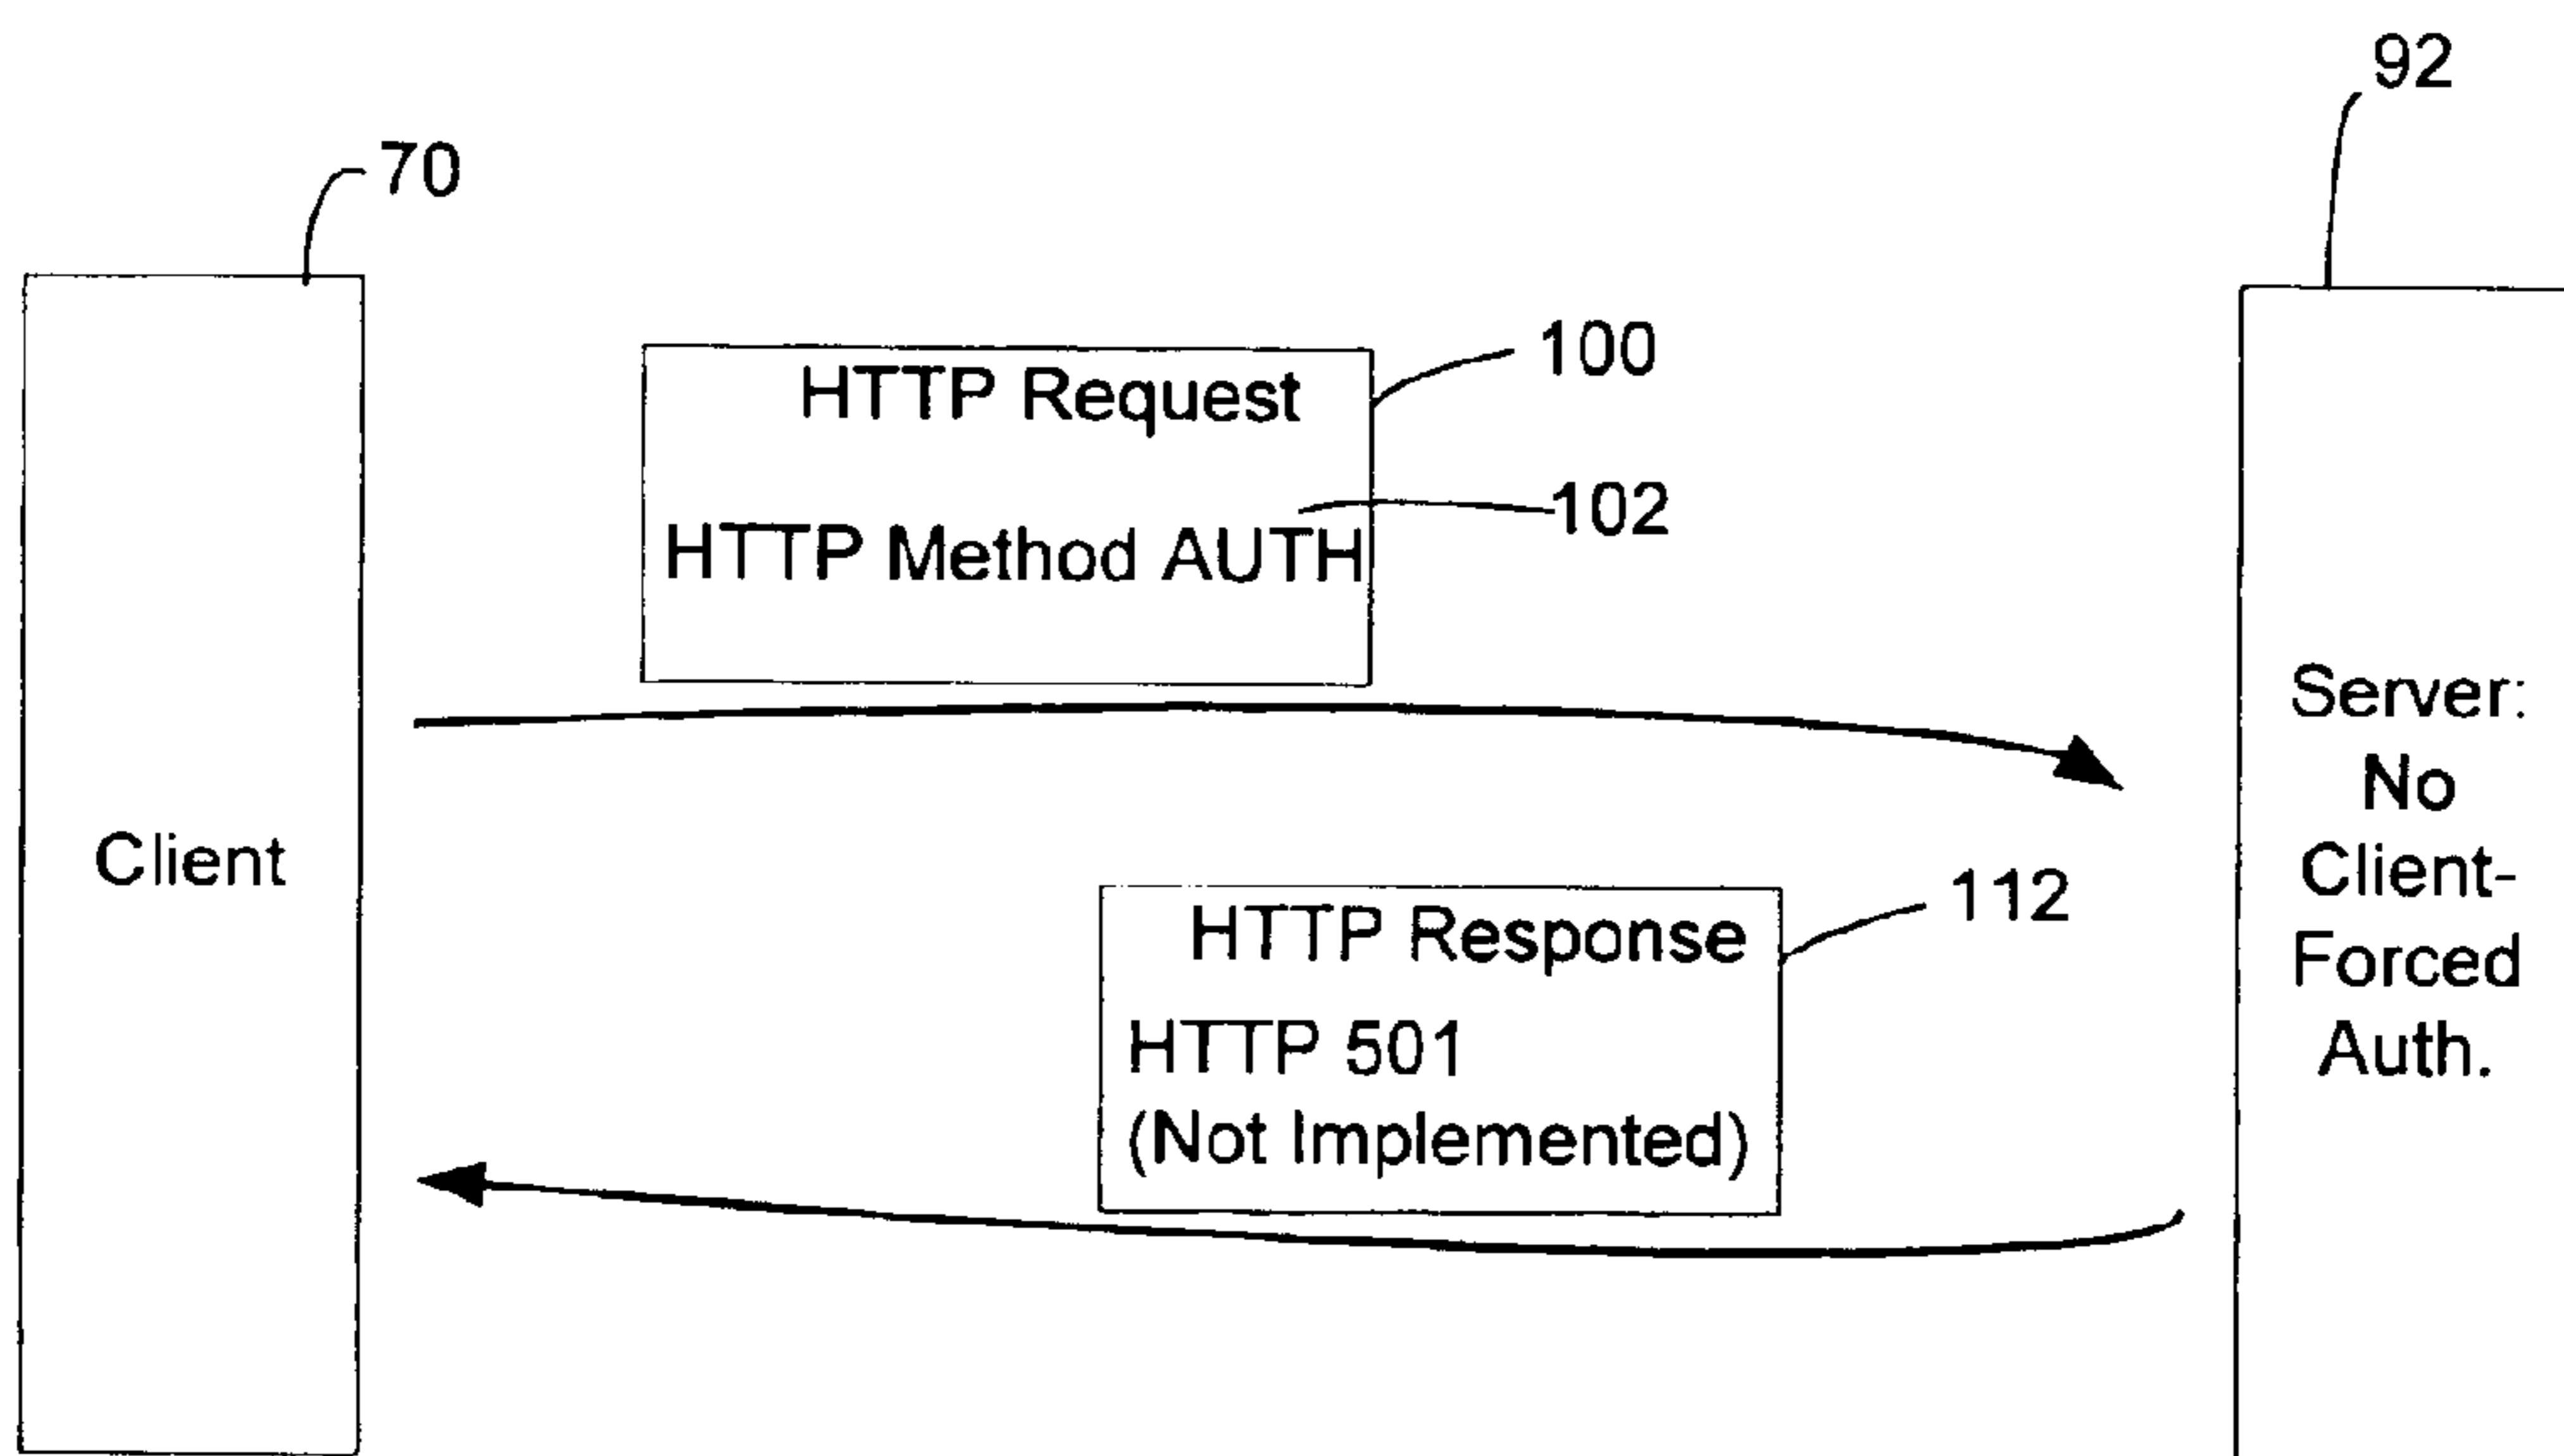 92
70
HTTP Request
100
HTTP Method AUTH
102
Client
Server:
No
Client-
Forced
Auth.
HTTP Response
112
HTTP 501
(Not Implemented)